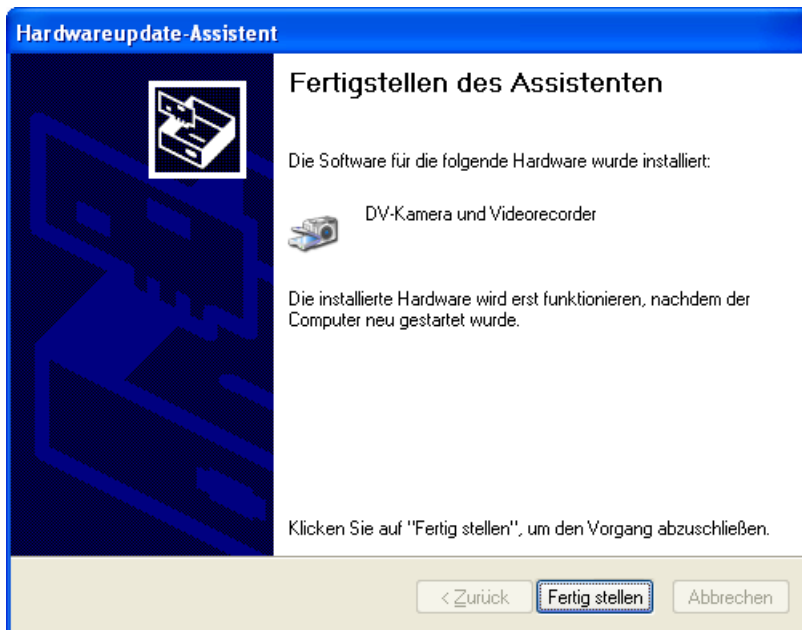 Hardwareupdate-Assistent
Fertigstellen des Assistenten
Die Software für die folgende Hardware wurde installiert:
DV-Kamera und Videorecorder
Die installierte Hardware wird erst funktionieren, nachdem der
Computer neu gestartet wurde.
Klicken Sie auf "Fertig stellen", um den Vorgang abzuschließen.
< Zurück Fertig stellen Abbrechen